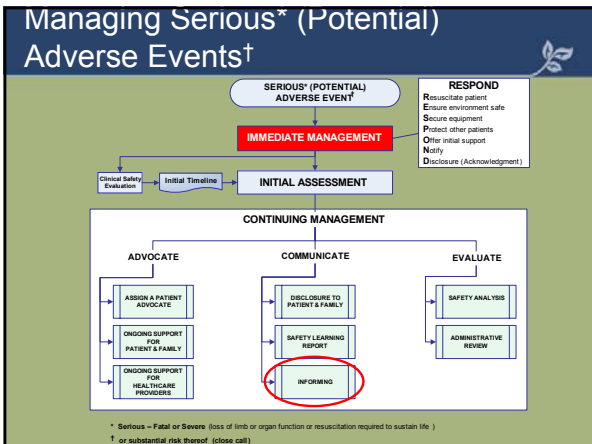 Managing Serious* (Potential)
Adverse Events†
SERIOUS* (POTENTIAL)
ADVERSE EVENT†
RESPOND
Resuscitate patient
Ensure environment safe
Secure equipment
Protect other patients
Offer initial support
Notify
Disclosure (Acknowledgment)
IMMEDIATE MANAGEMENT
Clinical Safety
Evaluation
Initial Timeline
INITIAL ASSESSMENT
CONTINUING MANAGEMENT
ADVOCATE
ASSIGN A PATIENT
ADVOCATE
ONGOING SUPPORT
FOR
PATIENT & FAMILY
ONGOING SUPPORT
FOR
HEALTHCARE
PROVIDERS
COMMUNICATE
DISCLOSURE TO
PATIENT & FAMILY
SAFETY LEARNING
REPORT
INFORMING
EVALUATE
SAFETY ANALYSIS
ADMINISTRATIVE
REVIEW
* Serious – Fatal or Severe (loss of limb or organ function or resuscitation required to sustain life )
† or substantial risk thereof (close call)